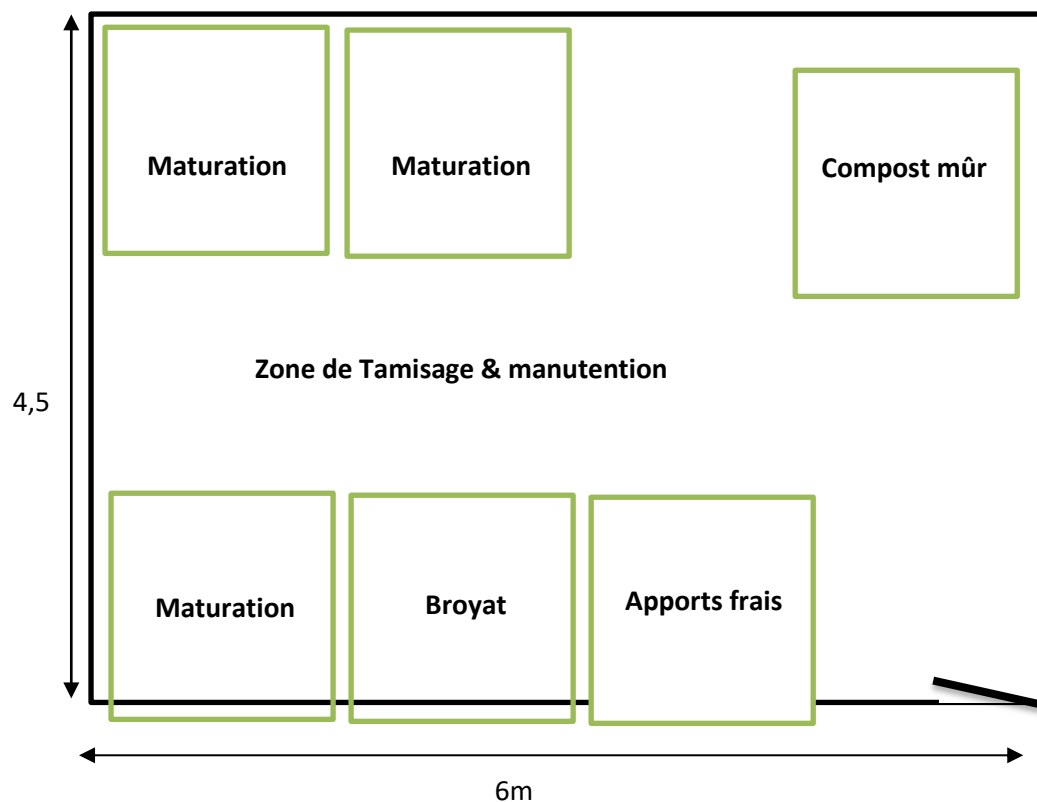 Maturation
Maturation
Compost mûr
Zone de Tamisage & manutention
4,5
Maturation
Broyat
Apports frais
6m